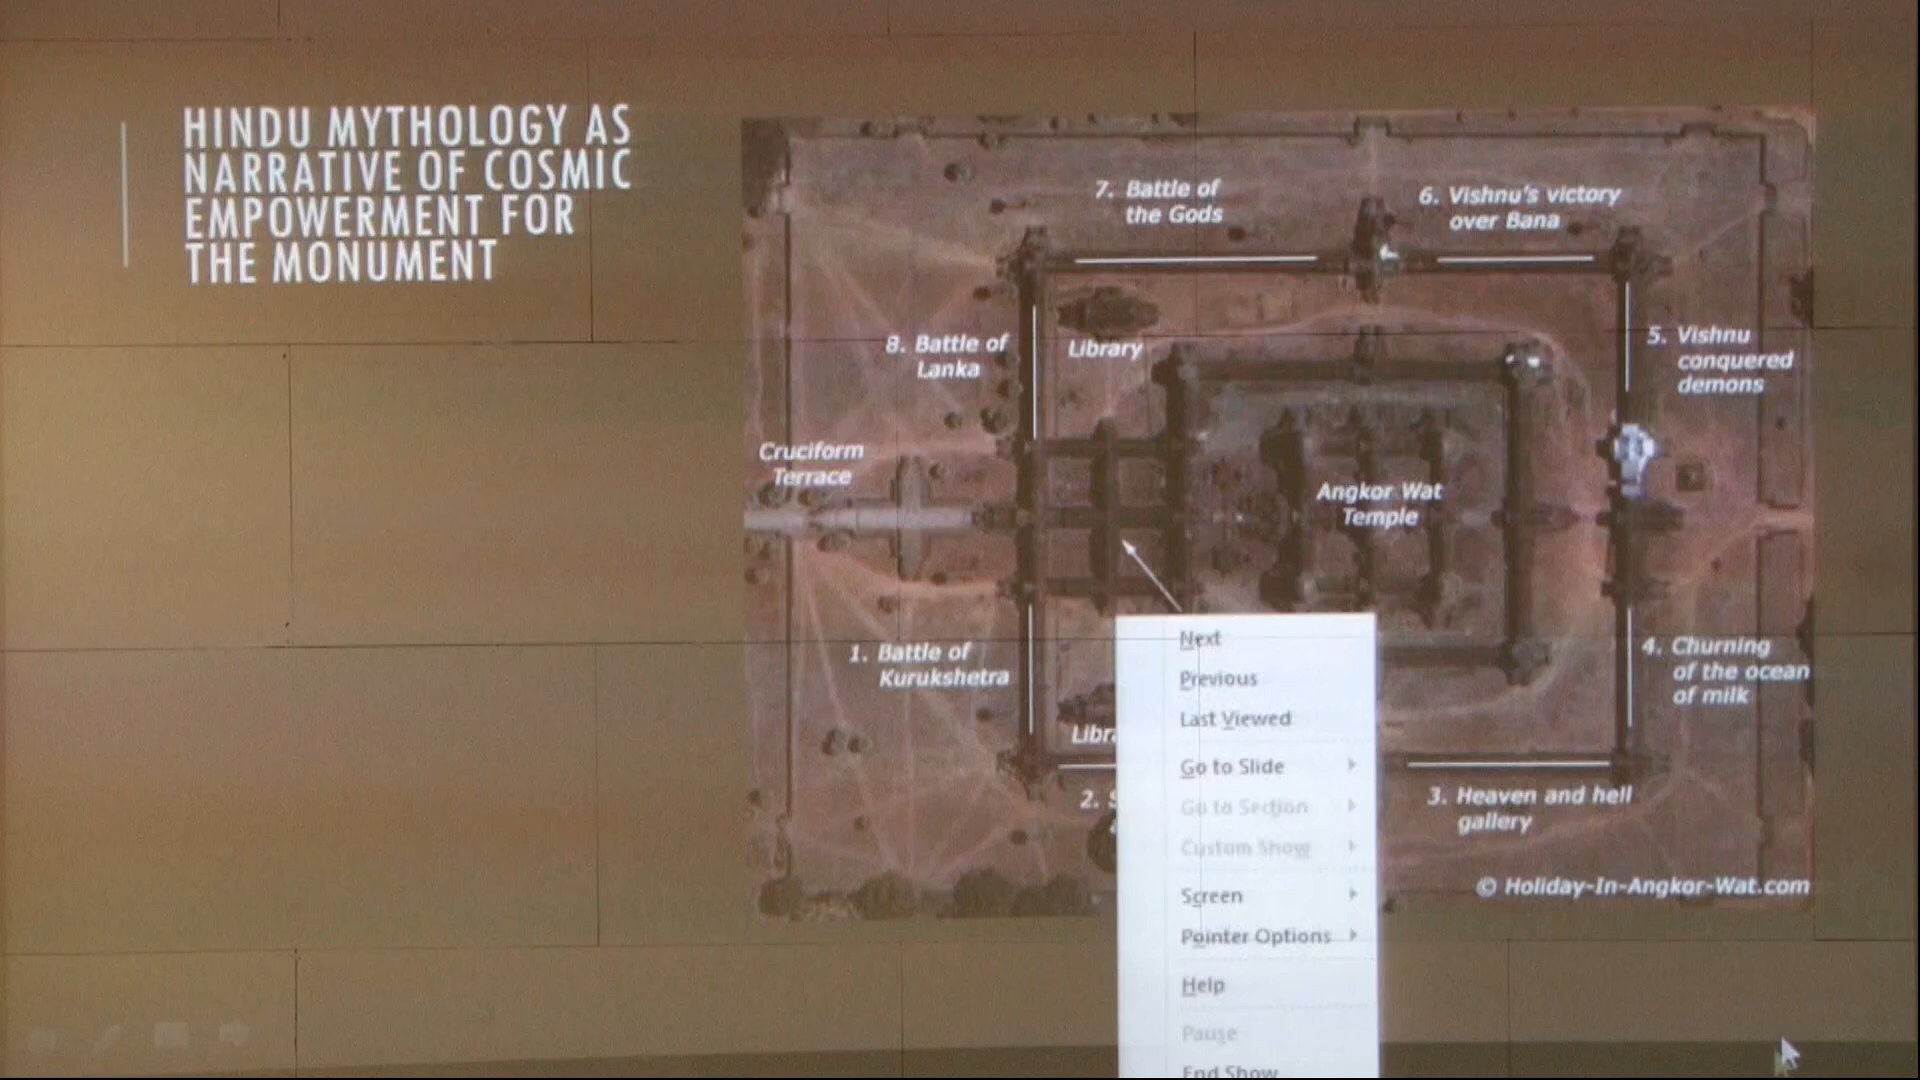 HINDU MYTHOLOGY AS
NARRATIVE OF COSMIC
EMPOWERMENT FOR
THE MONUMENT
7. Battle of
the Gods
6. Vishnu's victory
over Bana
8. Battle of
Lanka
Library
5. Vishnu
conquered
demons
Cruciform
Terrace
Angkor Wat
Temple
1. Battle of
Kurukshetra
4. Churning
of the ocean
of milk
2.
3. Heaven and hell
gallery
© Holiday-In-Angkor-Wat.com
Next
Previous
Last Viewed
Go to Slide
Go to Section
Custom Show
Screen
Pointer Options
Help
Pause
End Show